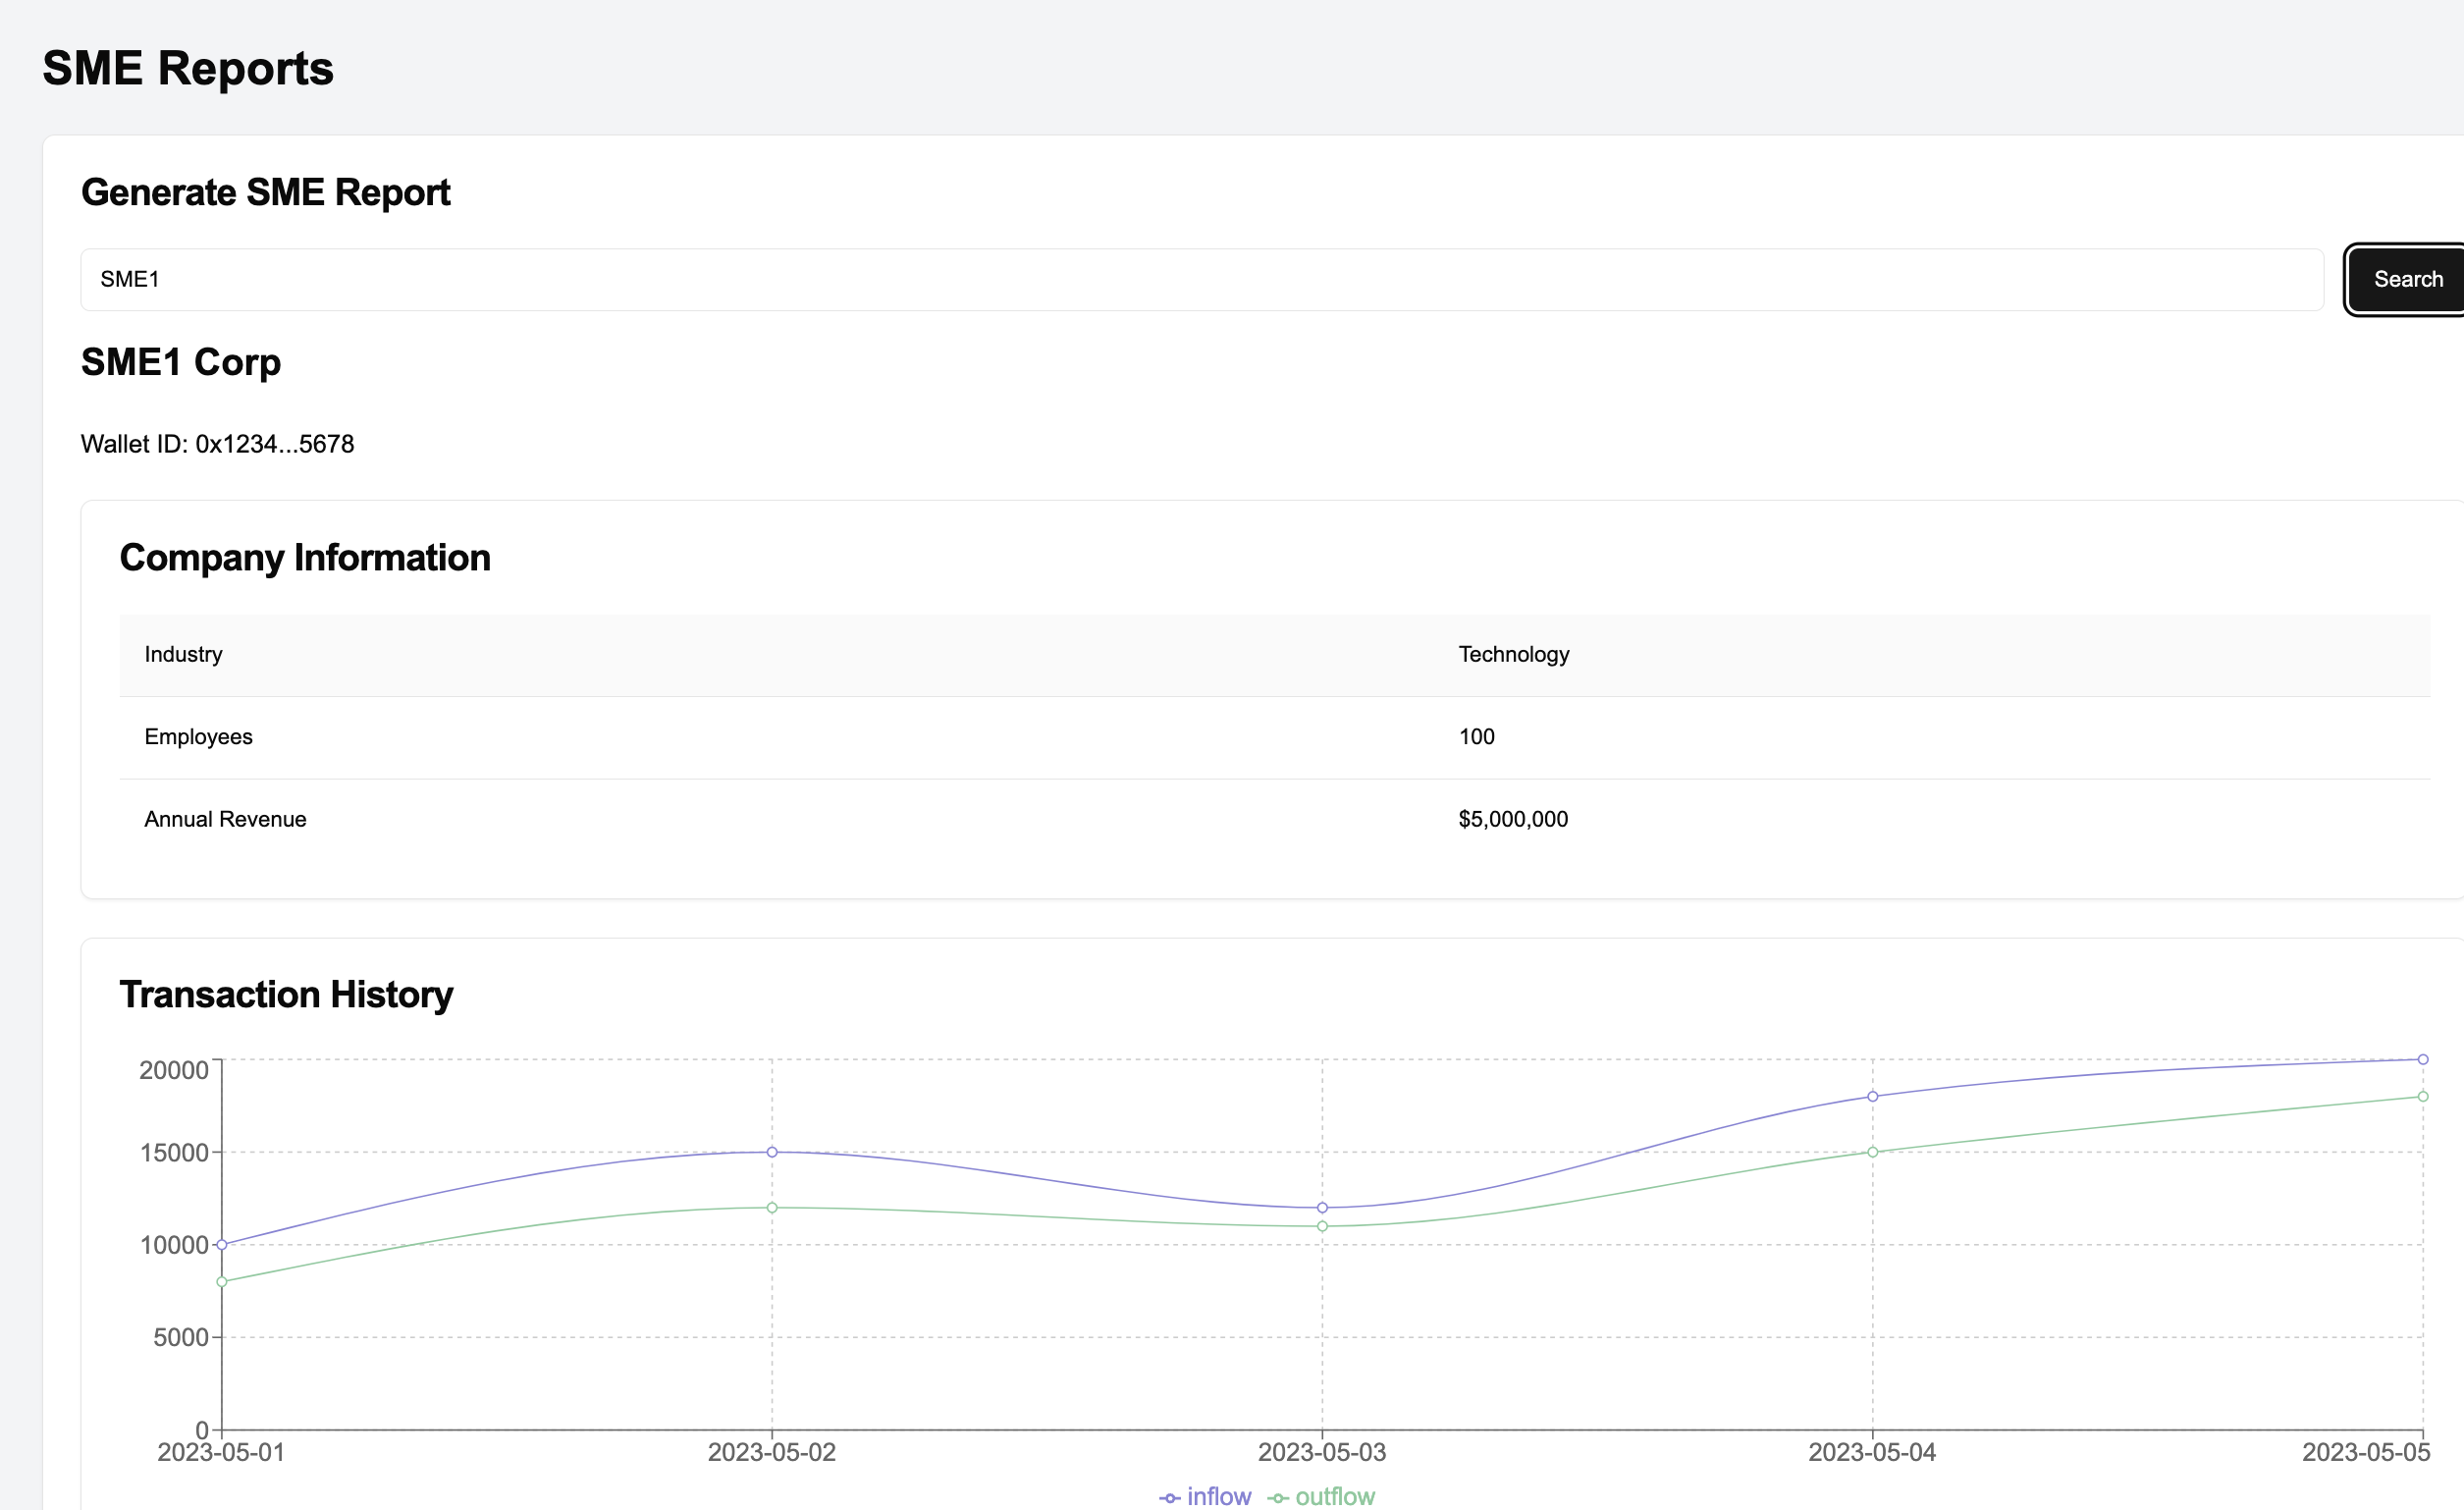 SME Reports
Generate SME Report
SME1
Search
SME1 Corp
Wallet ID: 0x1234...5678
Company Information
Industry Technology
Employees 100
Annual Revenue $5,000,000
Transaction History
20000
15000
10000
5000
0
2023-05-01 2023-05-02 2023-05-03 2023-05-04 2023-05-05
inflow outflow